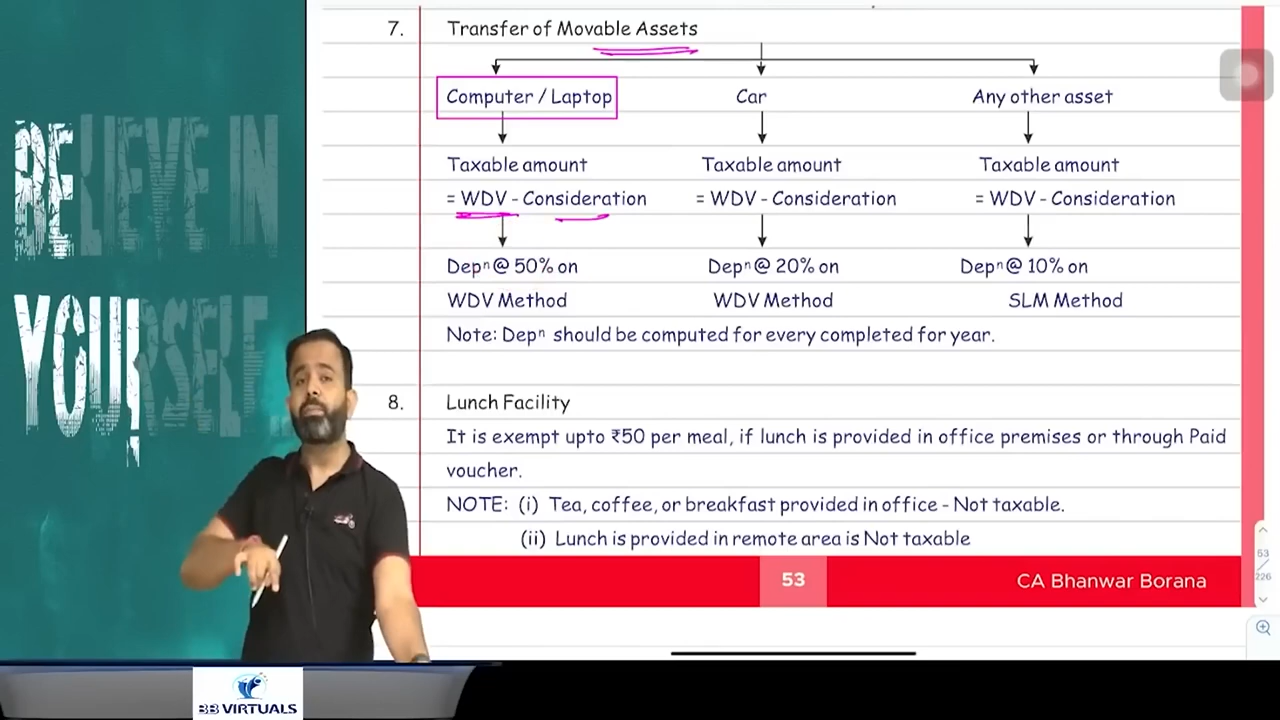 BELIEVE IN
YOURSELF...
7. Transfer of Movable Assets
Computer / Laptop Car Any other asset
Taxable amount Taxable amount Taxable amount
= WDV - Consideration = WDV - Consideration = WDV - Consideration
Depⁿ @ 50% on Depⁿ @ 20% on Depⁿ @ 10% on
WDV Method WDV Method SLM Method
Note: Depⁿ should be computed for every completed for year.
8. Lunch Facility
It is exempt upto ₹50 per meal, if lunch is provided in office premises or through Paid
voucher.
NOTE: (i) Tea, coffee, or breakfast provided in office - Not taxable.
(ii) Lunch is provided in remote area is Not taxable
53 CA Bhanwar Borana
53
226
BB VIRTUALS